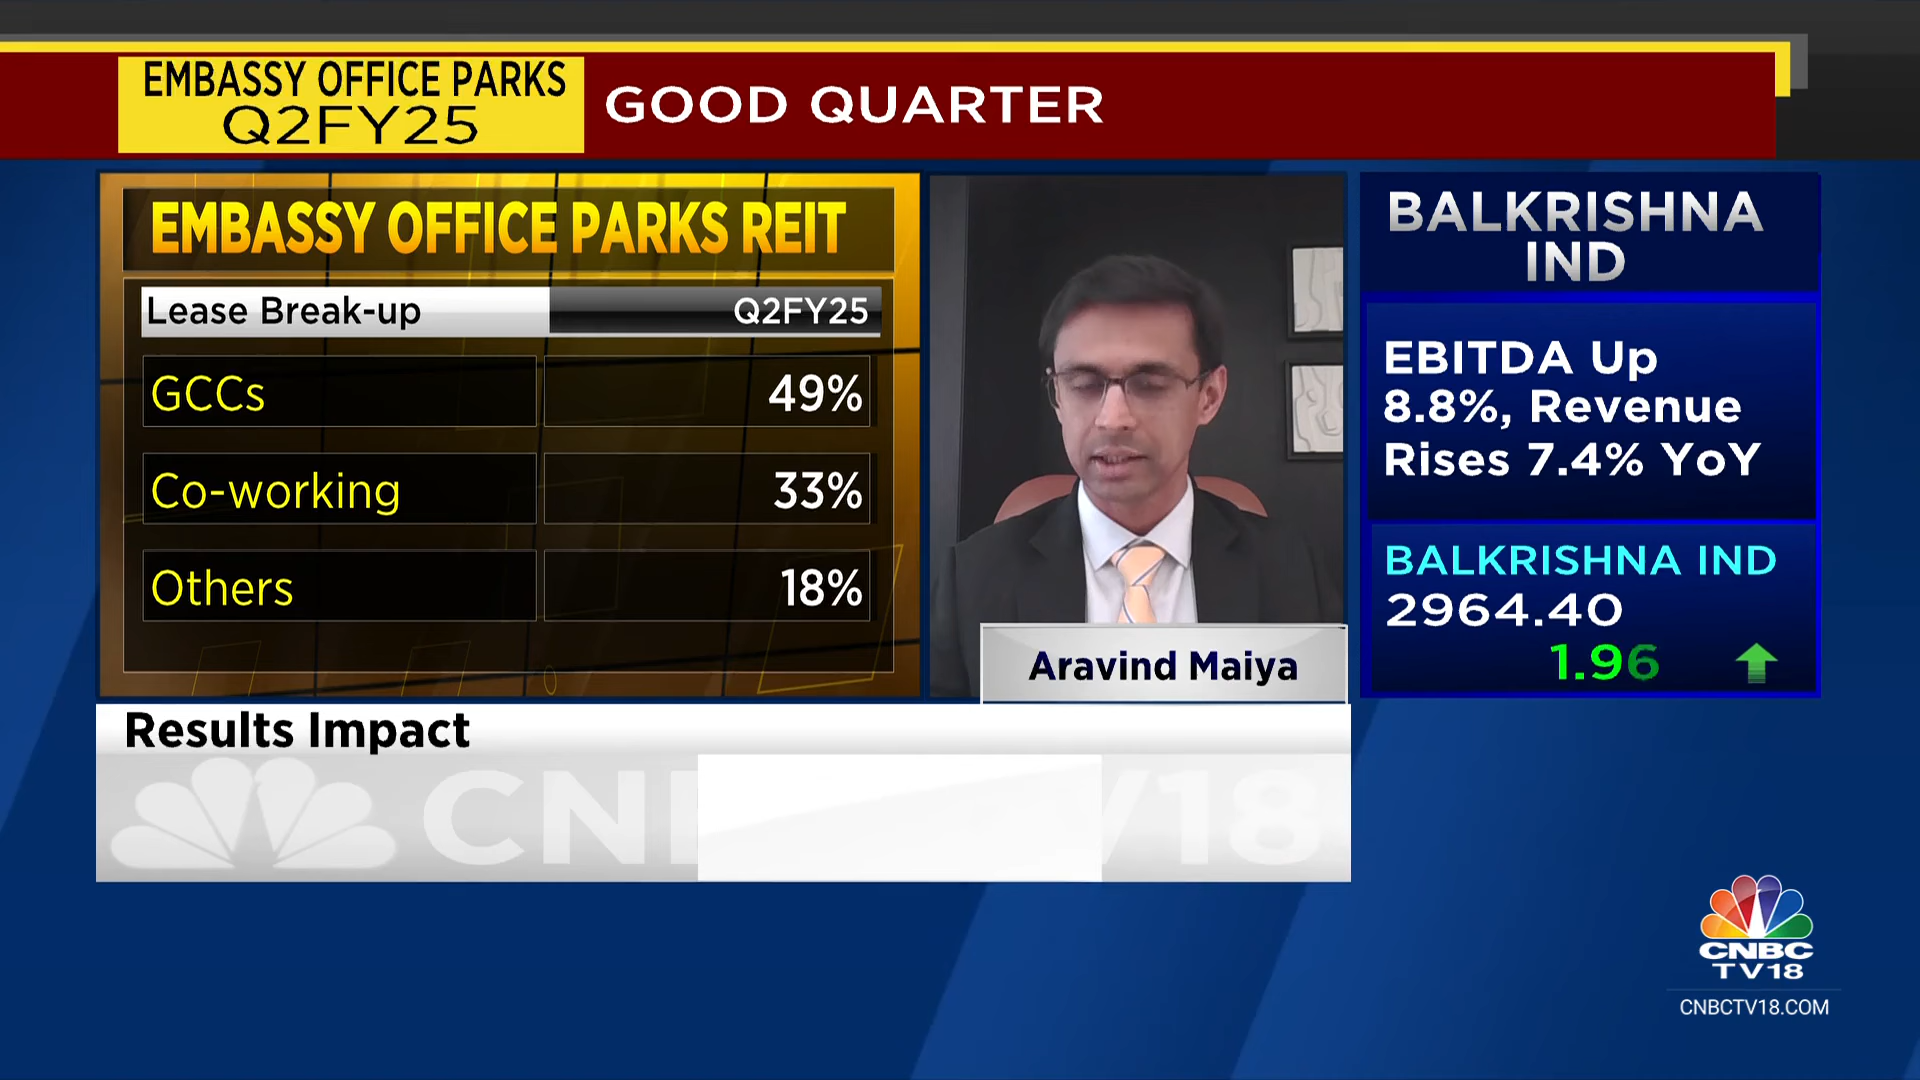 EMBASSY OFFICE PARKS
Q2FY25
GOOD QUARTER
EMBASSY OFFICE PARKS REIT
Lease Break-up Q2FY25
GCCs 49%
Co-working 33%
Others 18%
Aravind Maiya
BALKRISHNA
IND
EBITDA Up
8.8%, Revenue
Rises 7.4% YoY
BALKRISHNA IND
2964.40
1.96
Results Impact
CN V18
CNBC
TV18
CNBCTV18.COM